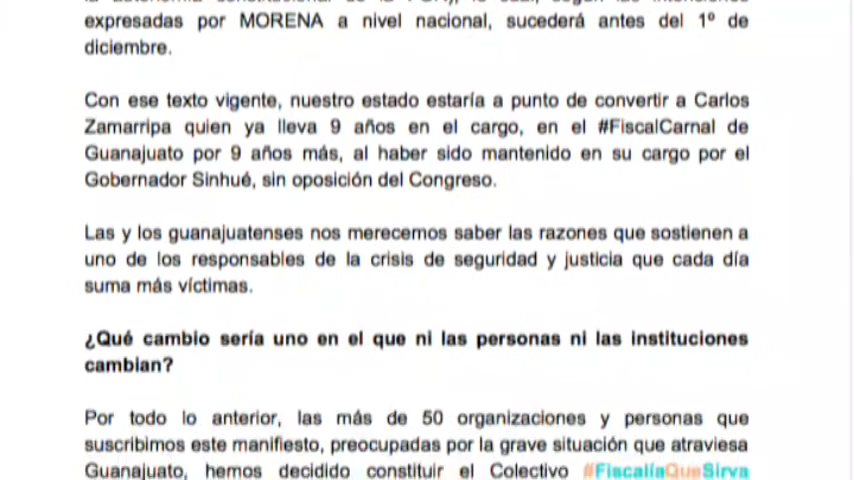 expresadas por MORENA a nivel nacional, sucederá antes del 1º de
diciembre.
Con ese texto vigente, nuestro estado estaría a punto de convertir a Carlos
Zamarripa quien ya lleva 9 años en el cargo, en el #FiscalCarnal de
Guanajuato por 9 años más, al haber sido mantenido en su cargo por el
Gobernador Sinhué, sin oposición del Congreso.
Las y los guanajuatenses nos merecemos saber las razones que sostienen a
uno de los responsables de la crisis de seguridad y justicia que cada día
suma más víctimas.
¿Qué cambio sería uno en el que ni las personas ni las instituciones
cambian?
Por todo lo anterior, las más de 50 organizaciones y personas que
suscribimos este manifiesto, preocupadas por la grave situación que atraviesa
Guanajuato, hemos decidido constituir el Colectivo #FiscalíaQueSirva